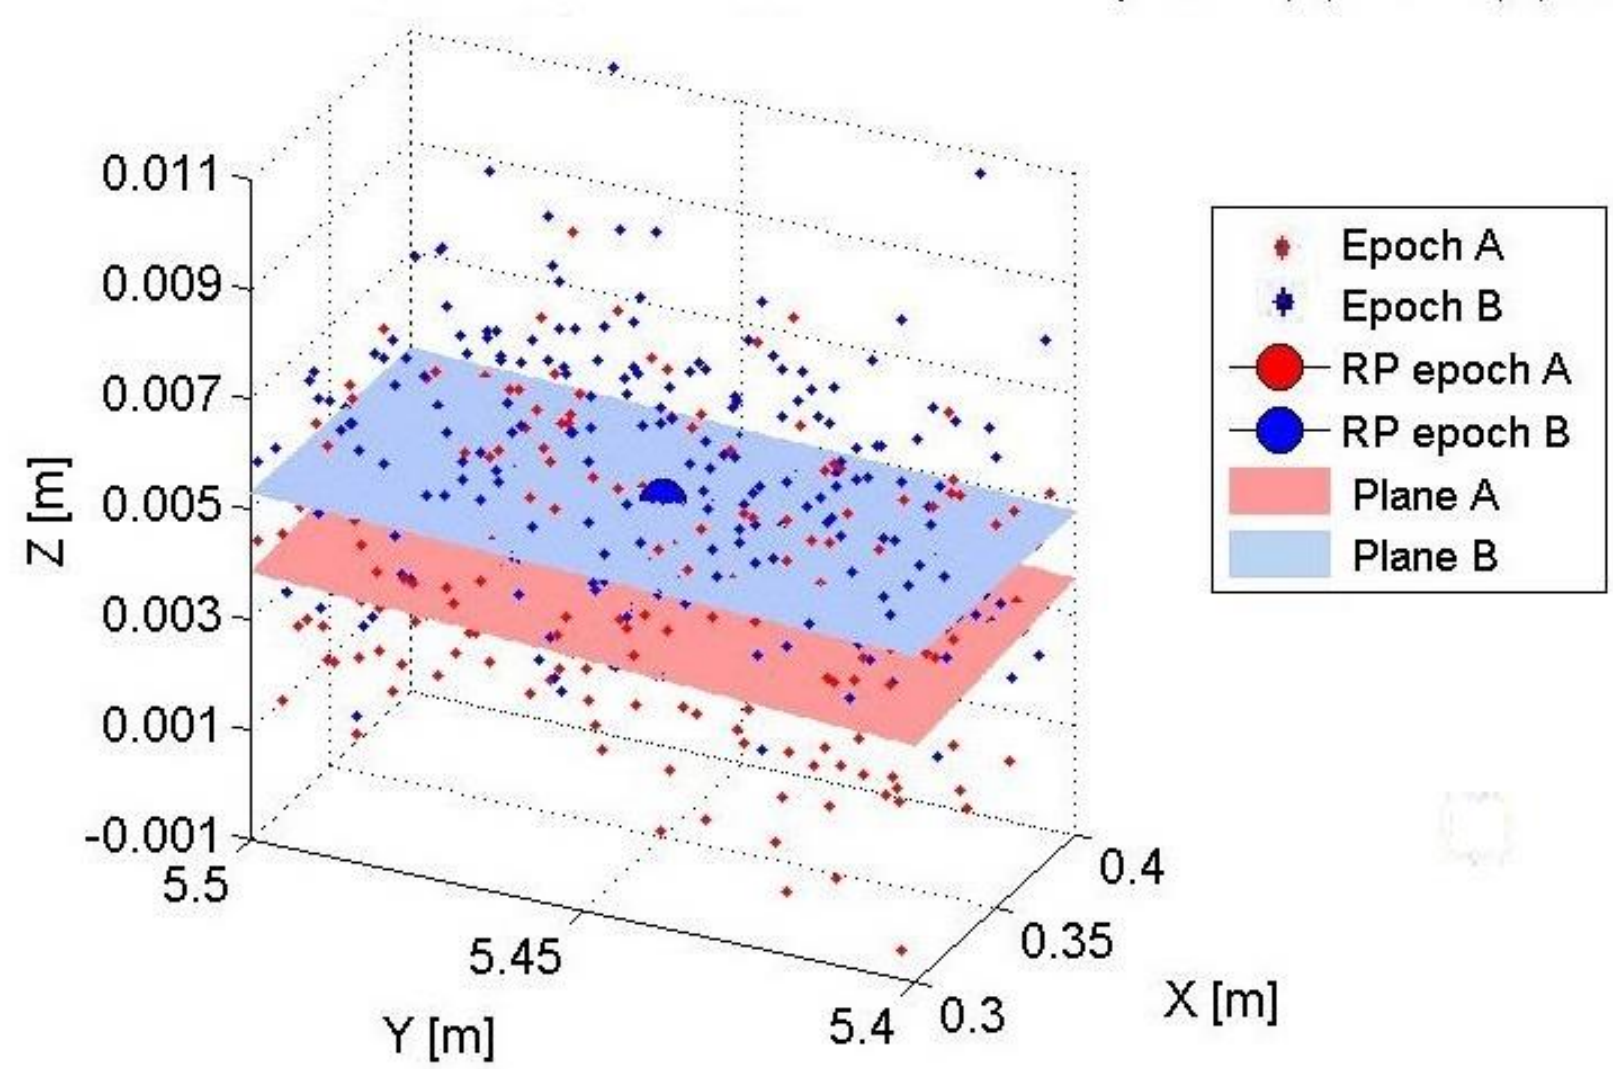 0.011
0.009
0.007
0.005
0.003
0.001
-0.001
Z [m]
5.5
5.45
5.4
Y [m]
0.3
0.35
0.4
X [m]
Epoch A
Epoch B
RP epoch A
RP epoch B
Plane A
Plane B